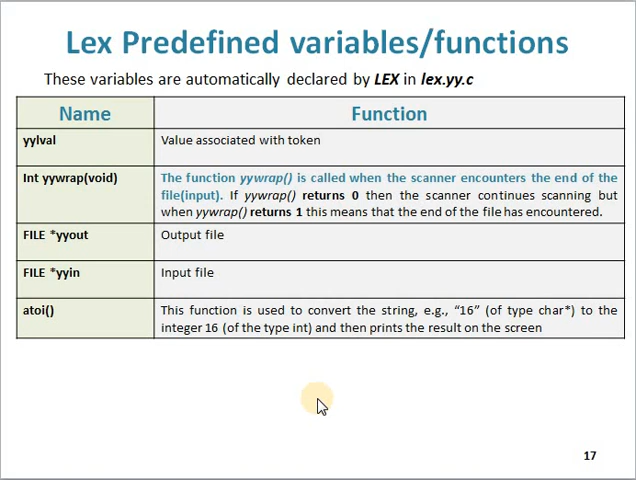 Lex Predefined variables/functions
These variables are automatically declared by LEX in lex.yy.c
Name
Function
yylval
Value associated with token
Int yywrap(void)
The function yywrap() is called when the scanner encounters the end of the
file(input). If yywrap() returns 0 then the scanner continues scanning but
when yywrap() returns 1 this means that the end of the file has encountered.
FILE *yyout
Output file
FILE *yyin
Input file
atoi()
This function is used to convert the string, e.g., “16” (of type char*) to the
integer 16 (of the type int) and then prints the result on the screen
17